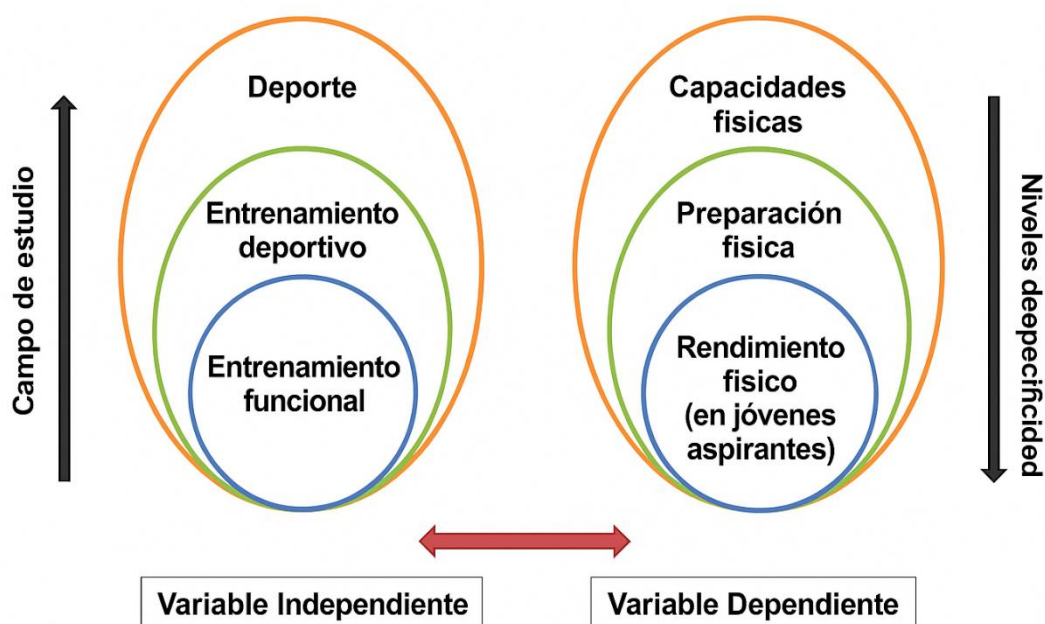 Campo de estudio
Deporte
Entrenamiento
deportivo
Entrenamiento
funcional
Variable Independiente
Capacidades
fisicas
Preparación
fisica
Rendimiento
fisico
(en jóvenes
aspirantes)
Variable Dependiente
Niveles deopecificided